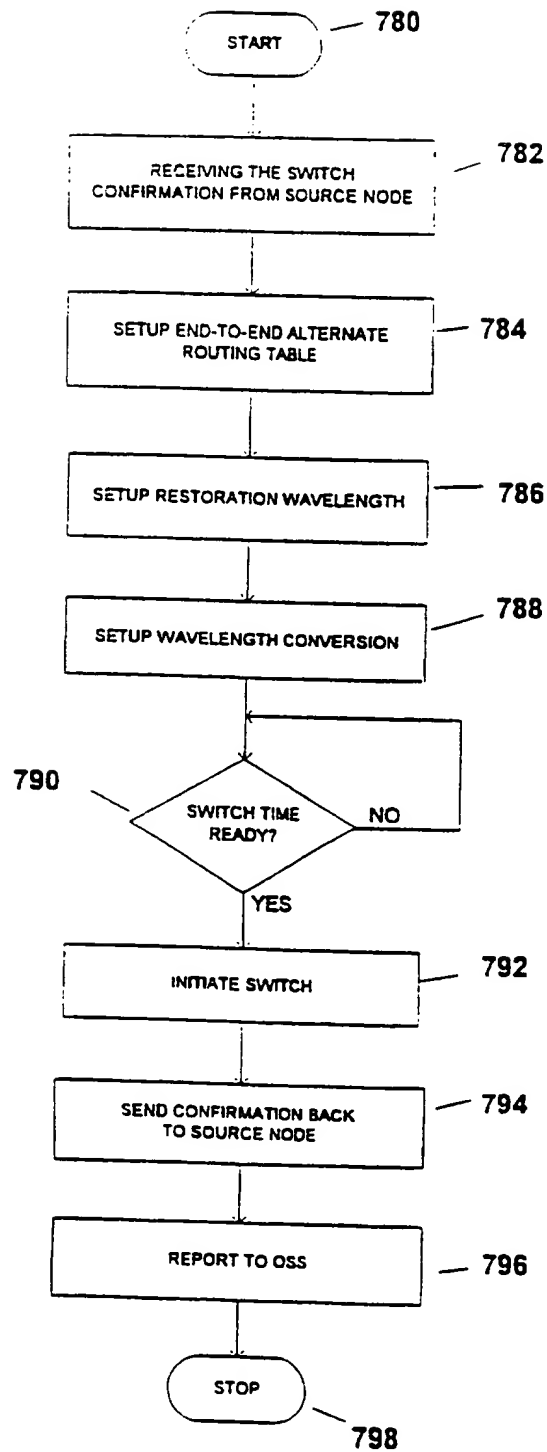 START
780
RECEIVING THE SWITCH
CONFIRMATION FROM SOURCE NODE
782
SETUP END-TO-END ALTERNATE
ROUTING TABLE
784
SETUP RESTORATION WAVELENGTH
786
SETUP WAVELENGTH CONVERSION
788
790
SWITCH TIME
READY?
NO
YES
INITIATE SWITCH
792
SEND CONFIRMATION BACK
TO SOURCE NODE
794
REPORT TO OSS
796
STOP
798